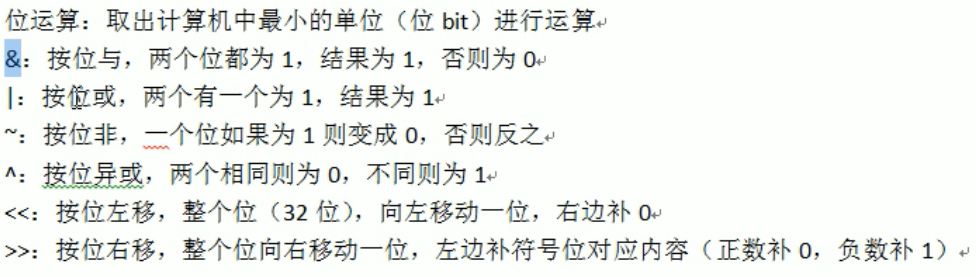 位运算：取出计算机中最小的单位（位 bit）进行运算
&：按位与，两个位都为 1，结果为 1，否则为 0
|：按位或，两个有一个为 1，结果为 1
~：按位非，一个位如果为 1 则变成 0，否则反之
^：按位异或，两个相同则为 0，不同则为 1
<<：按位左移，整个位（32 位），向左移动一位，右边补 0
>>：按位右移，整个位向右移动一位，左边补符号位对应内容（正数补 0，负数补 1）